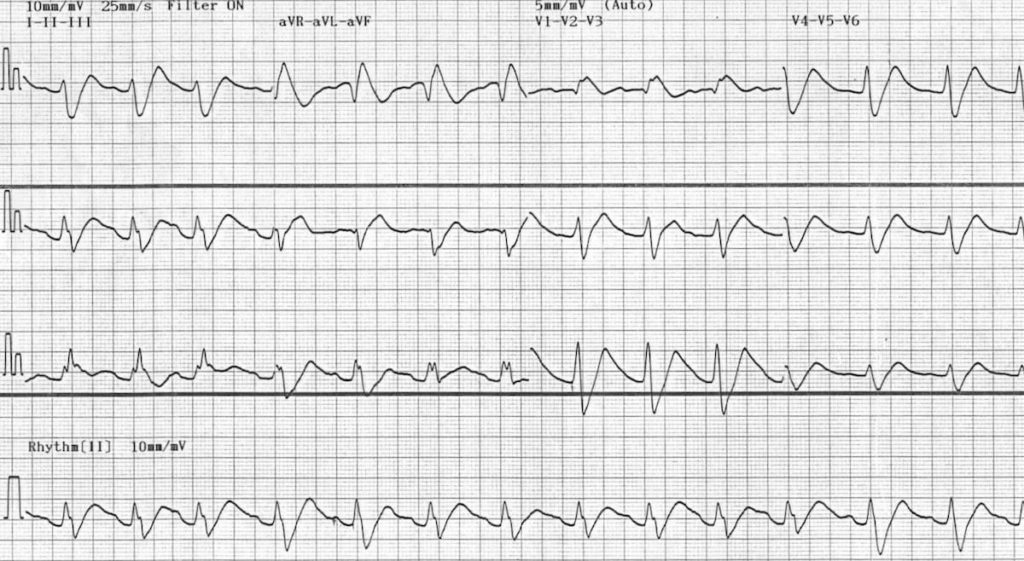 10mm/mV 25mm/s Filter ON 5mm/mV (Auto)
I-II-III aVR-aVL-aVF V1-V2-V3 V4-V5-V6
Rhythm[II] 10mm/mV